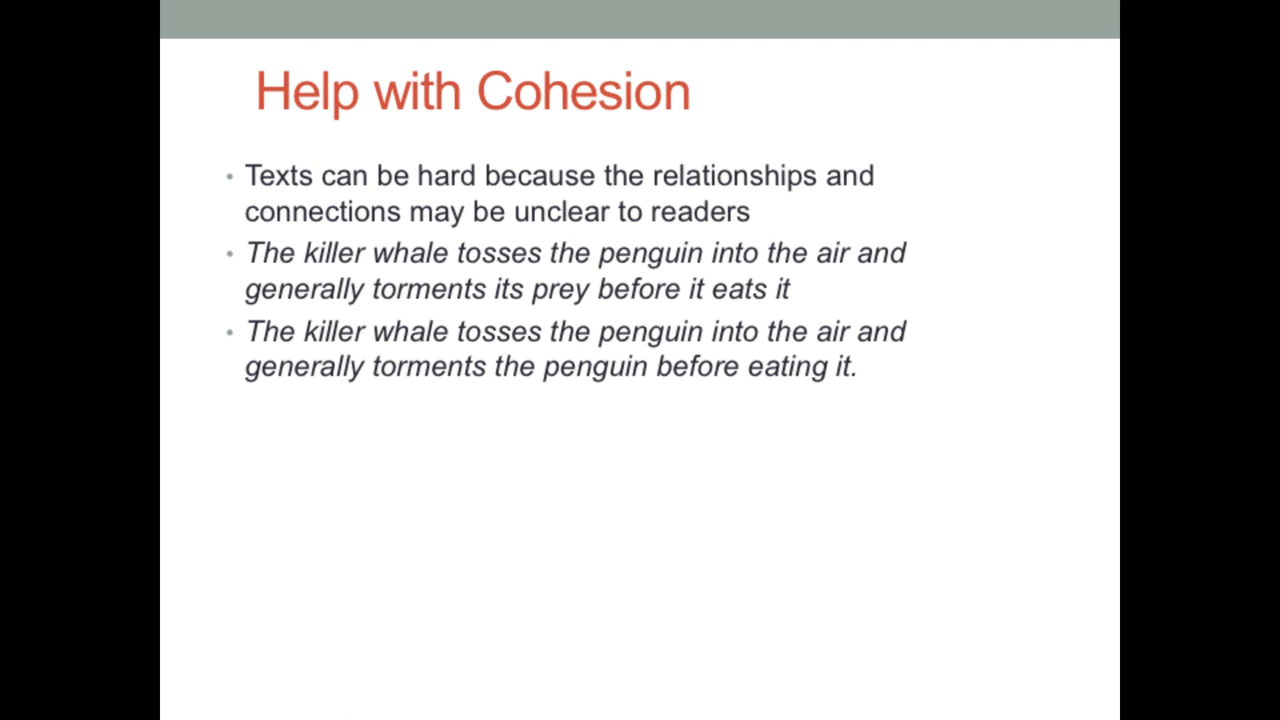 Help with Cohesion
• Texts can be hard because the relationships and
connections may be unclear to readers
• The killer whale tosses the penguin into the air and
generally torments its prey before it eats it
• The killer whale tosses the penguin into the air and
generally torments the penguin before eating it.